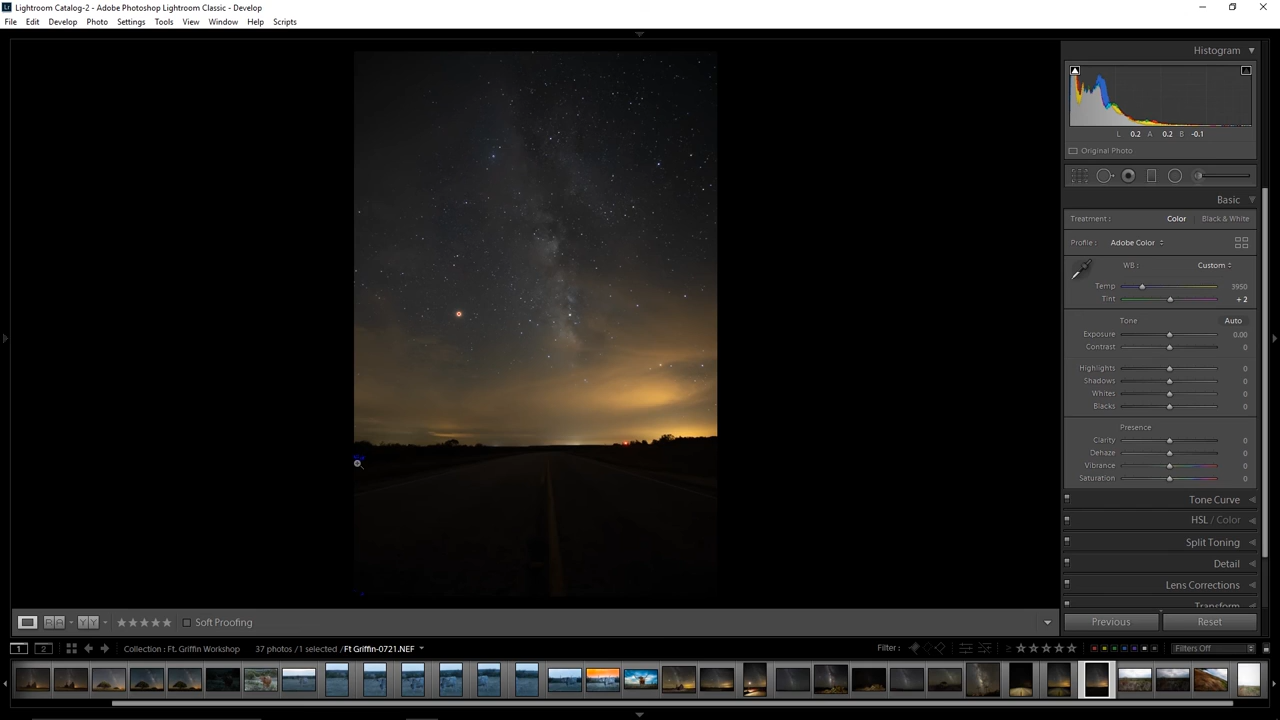 Lr Lightroom Catalog-2 - Adobe Photoshop Lightroom Classic - Develop
File Edit Develop Photo Settings Tools View Window Help Scripts
Histogram
L 0.2 A 0.2 B -0.1
Original Photo
Basic
Treatment : Color Black & White
Profile : Adobe Color
WB : Custom
Temp 3950
Tint + 2
Tone Auto
Exposure 0.00
Contrast 0
Highlights 0
Shadows 0
Whites 0
Blacks 0
Presence
Clarity 0
Dehaze 0
Vibrance 0
Saturation 0
Tone Curve
HSL / Color
Split Toning
Detail
Lens Corrections
Transform
Soft Proofing
Previous Reset
1 2 Collection : Ft. Griffin Workshop 37 photos / 1 selected / Ft Griffin-0721.NEF Filter : Filters Off